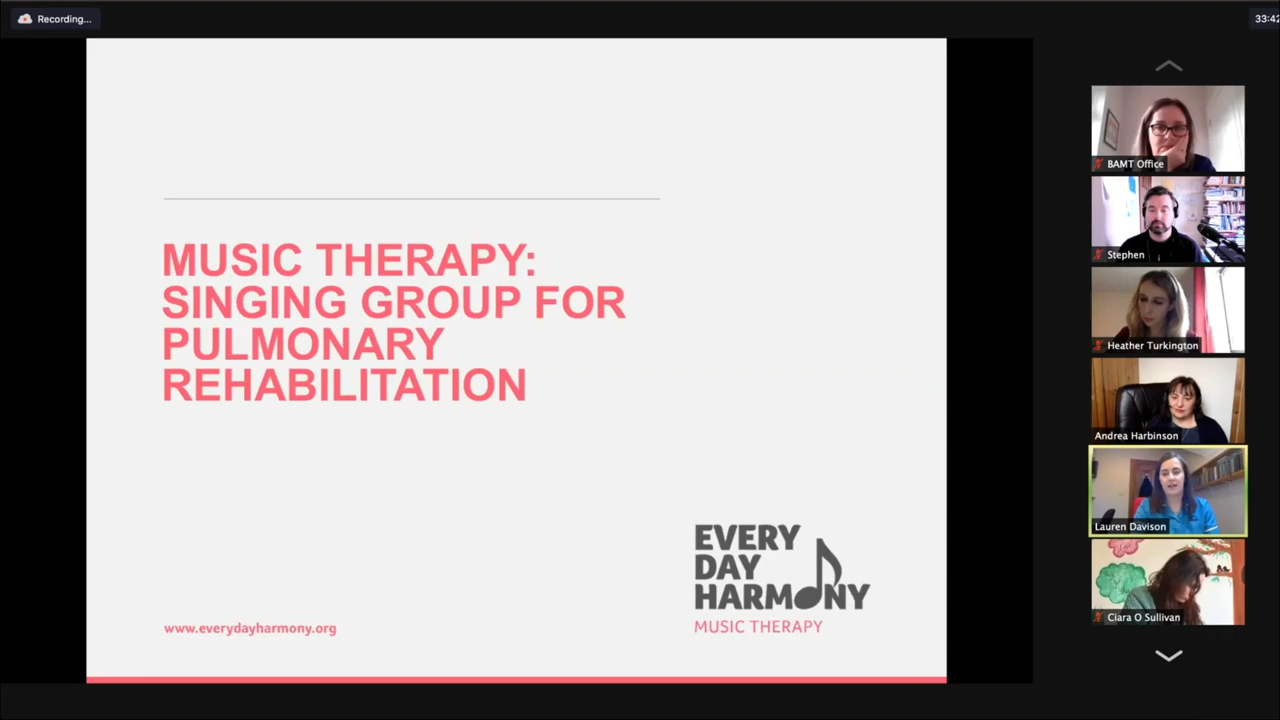 Recording...
33:42
MUSIC THERAPY:
SINGING GROUP FOR
PULMONARY
REHABILITATION
EVERY
DAY
HARMONY
MUSIC THERAPY
www.everydayharmony.org
BAMT Office
Stephen
Heather Turkington
Andrea Harbinson
Lauren Davison
Ciara O Sullivan